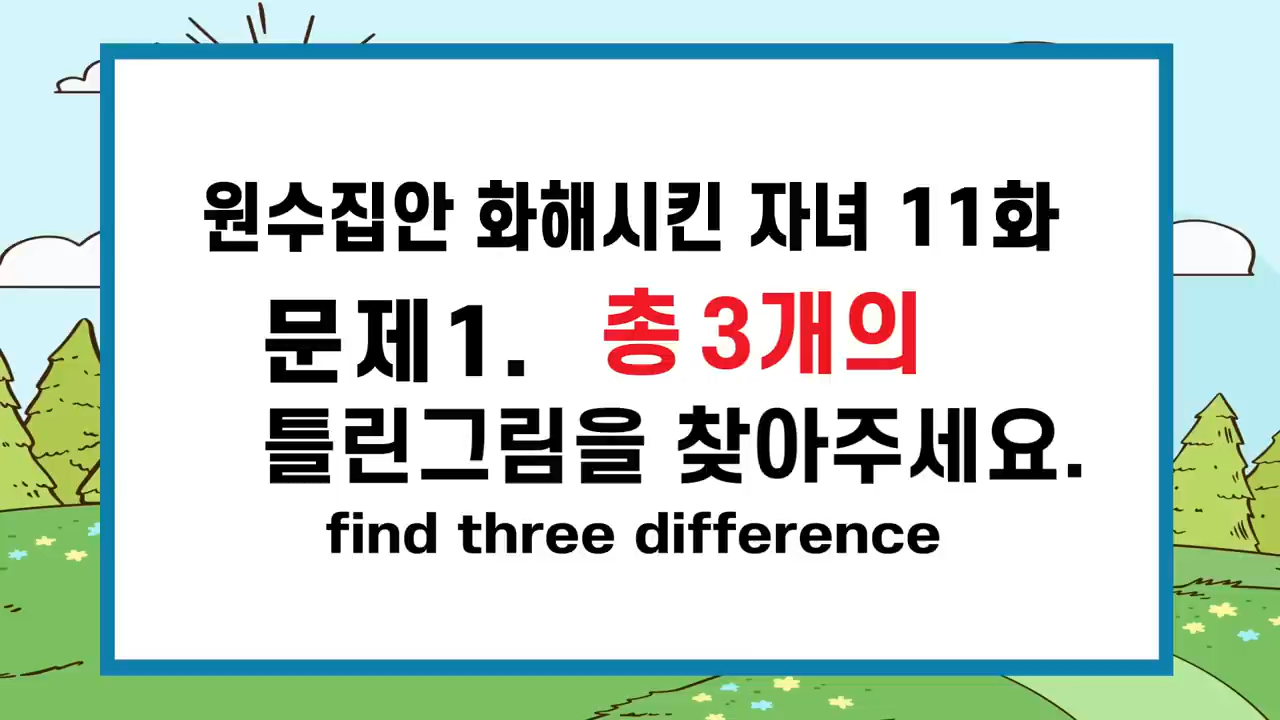 원수집안 화해시킨 자녀 11화
문제1. 총 3개의
틀린그림을 찾아주세요.
find three difference